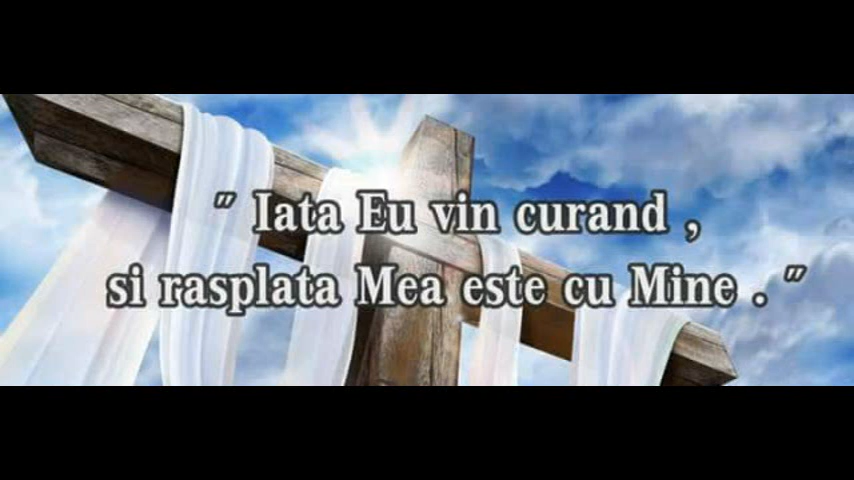 " Iata Eu vin curand ,
si rasplata Mea este cu Mine . "